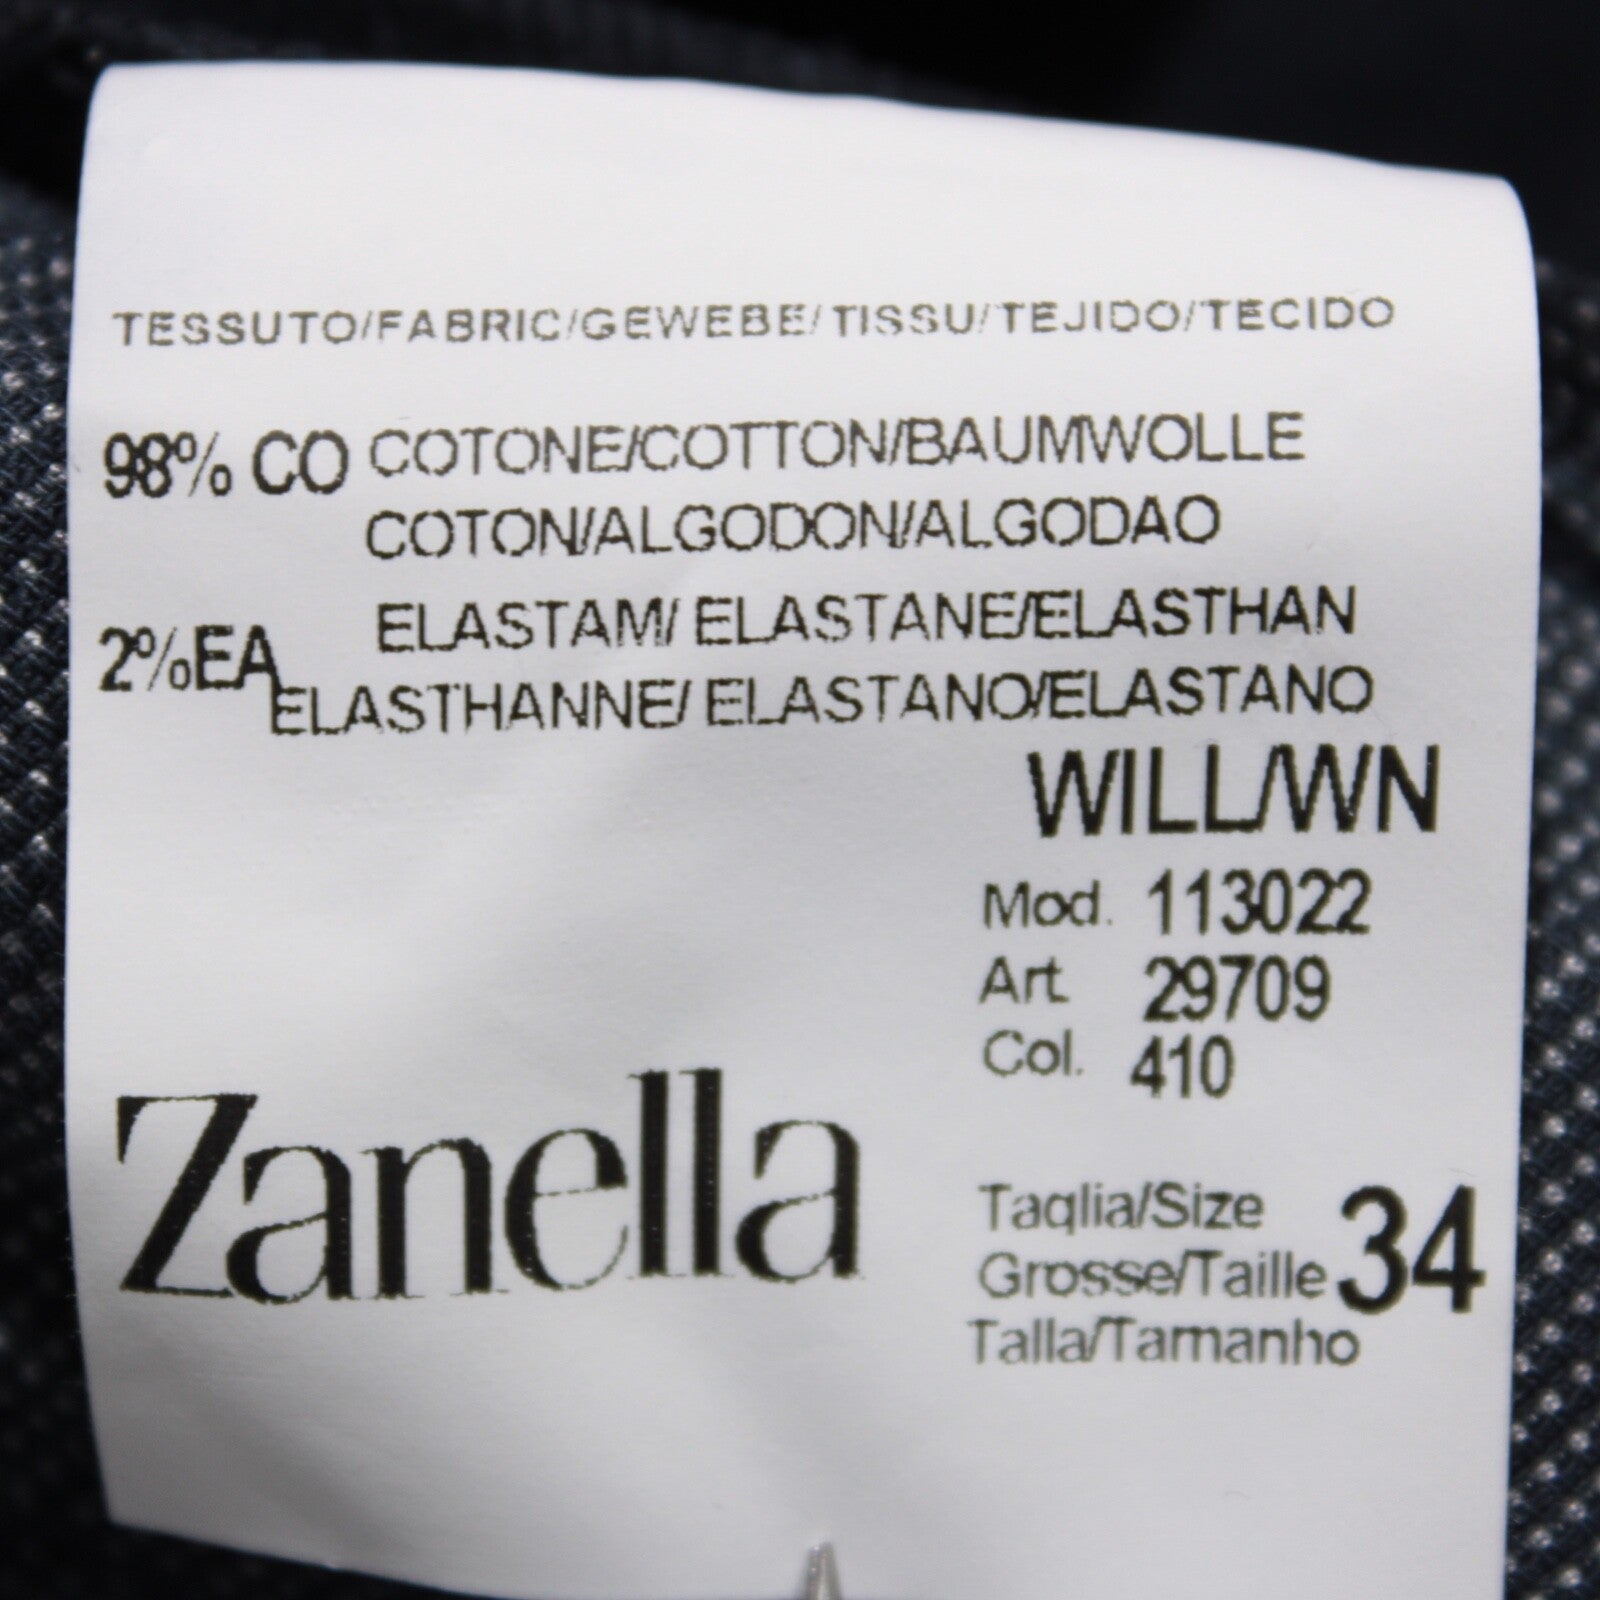 TESSUTO/FABRIC/GEWEBE/TISSU/TEJIDO/TECIDO
98% CO COTONE/COTTON/BAUMWOLLE
COTON/ALGODON/ALGODAO
2%EA ELASTAM/ ELASTANE/ELASTHAN
ELASTHANNE/ ELASTANO/ELASTANO
WILL/WN
Mod. 113022
Art. 29709
Col. 410
Zanella
Taglia/Size
Grosse/Taille 34
Talla/Tamanho